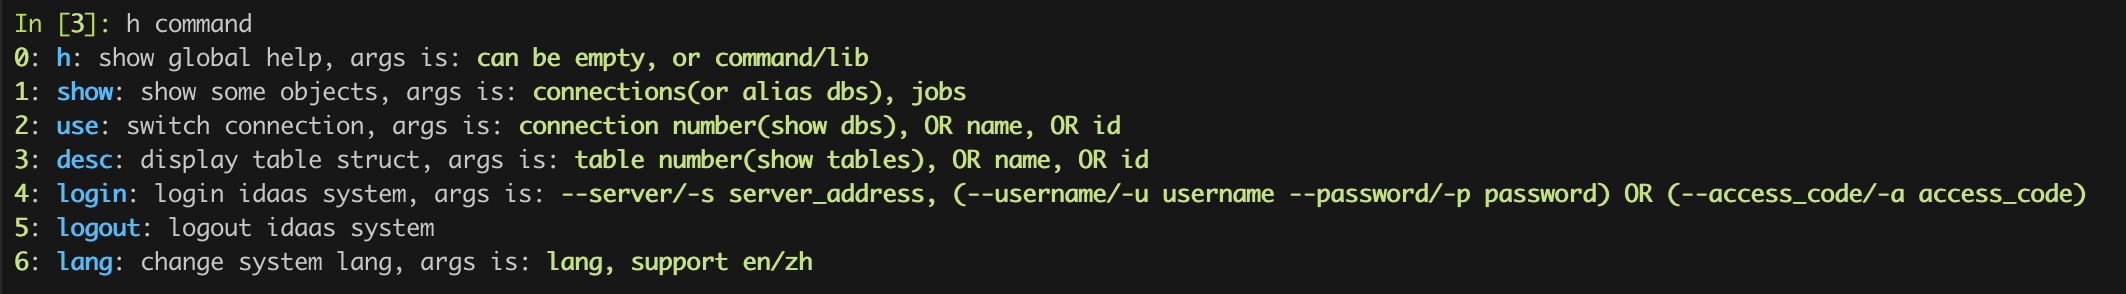 In [3]: h command
0: h: show global help, args is: can be empty, or command/lib
1: show: show some objects, args is: connections(or alias dbs), jobs
2: use: switch connection, args is: connection number(show dbs), OR name, OR id
3: desc: display table struct, args is: table number(show tables), OR name, OR id
4: login: login idaas system, args is: --server/-s server_address, (--username/-u username --password/-p password) OR (--access_code/-a access_code)
5: logout: logout idaas system
6: lang: change system lang, args is: lang, support en/zh